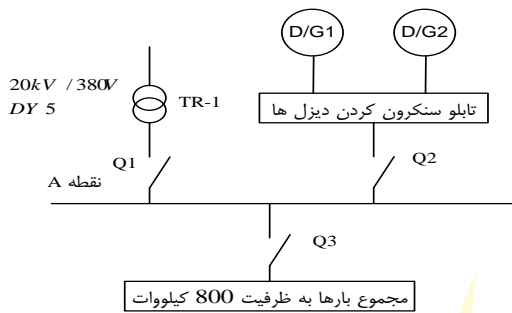 D/G1
D/G2
20kV / 380V
DY 5
TR-1
تابلو سنکرون کردن دیزل ها
Q1
Q2
نقطه A
Q3
مجموع بارها به ظرفیت 800 کیلووات